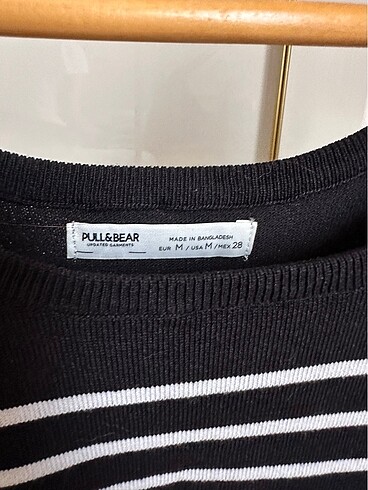 PULL&BEAR
UPDATED GARMENTS
MADE IN BANGLADESH
EUR M / USA M / MEX 28